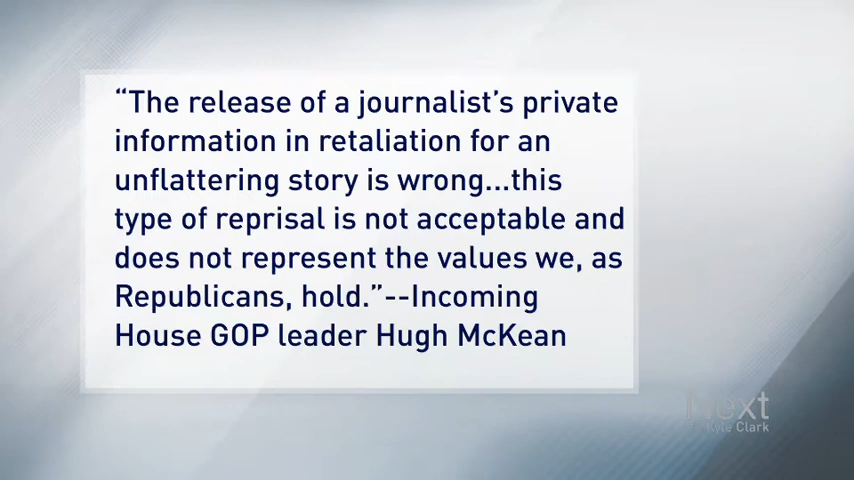 “The release of a journalist’s private
information in retaliation for an
unflattering story is wrong...this
type of reprisal is not acceptable and
does not represent the values we, as
Republicans, hold.”--Incoming
House GOP leader Hugh McKean
Next
Kyle Clark